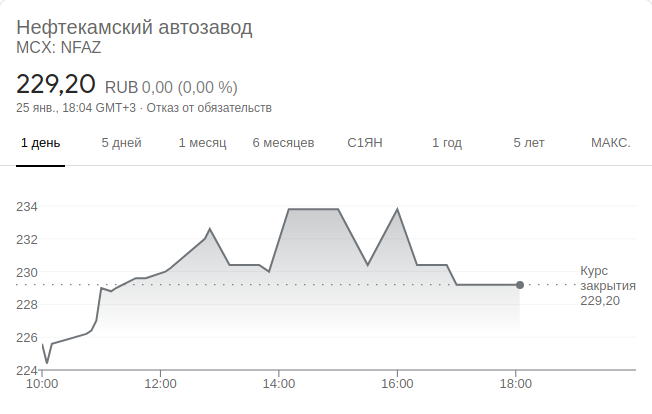 Нефтекамский автозавод
MCX: NFAZ
229,20 RUB 0,00 (0,00 %)
25 янв., 18:04 GMT+3 · Отказ от обязательств
1 день 5 дней 1 месяц 6 месяцев С1ЯН 1 год 5 лет МАКС.
234
232
230
228
226
224
Курс
закрытия
229,20
10:00 12:00 14:00 16:00 18:00